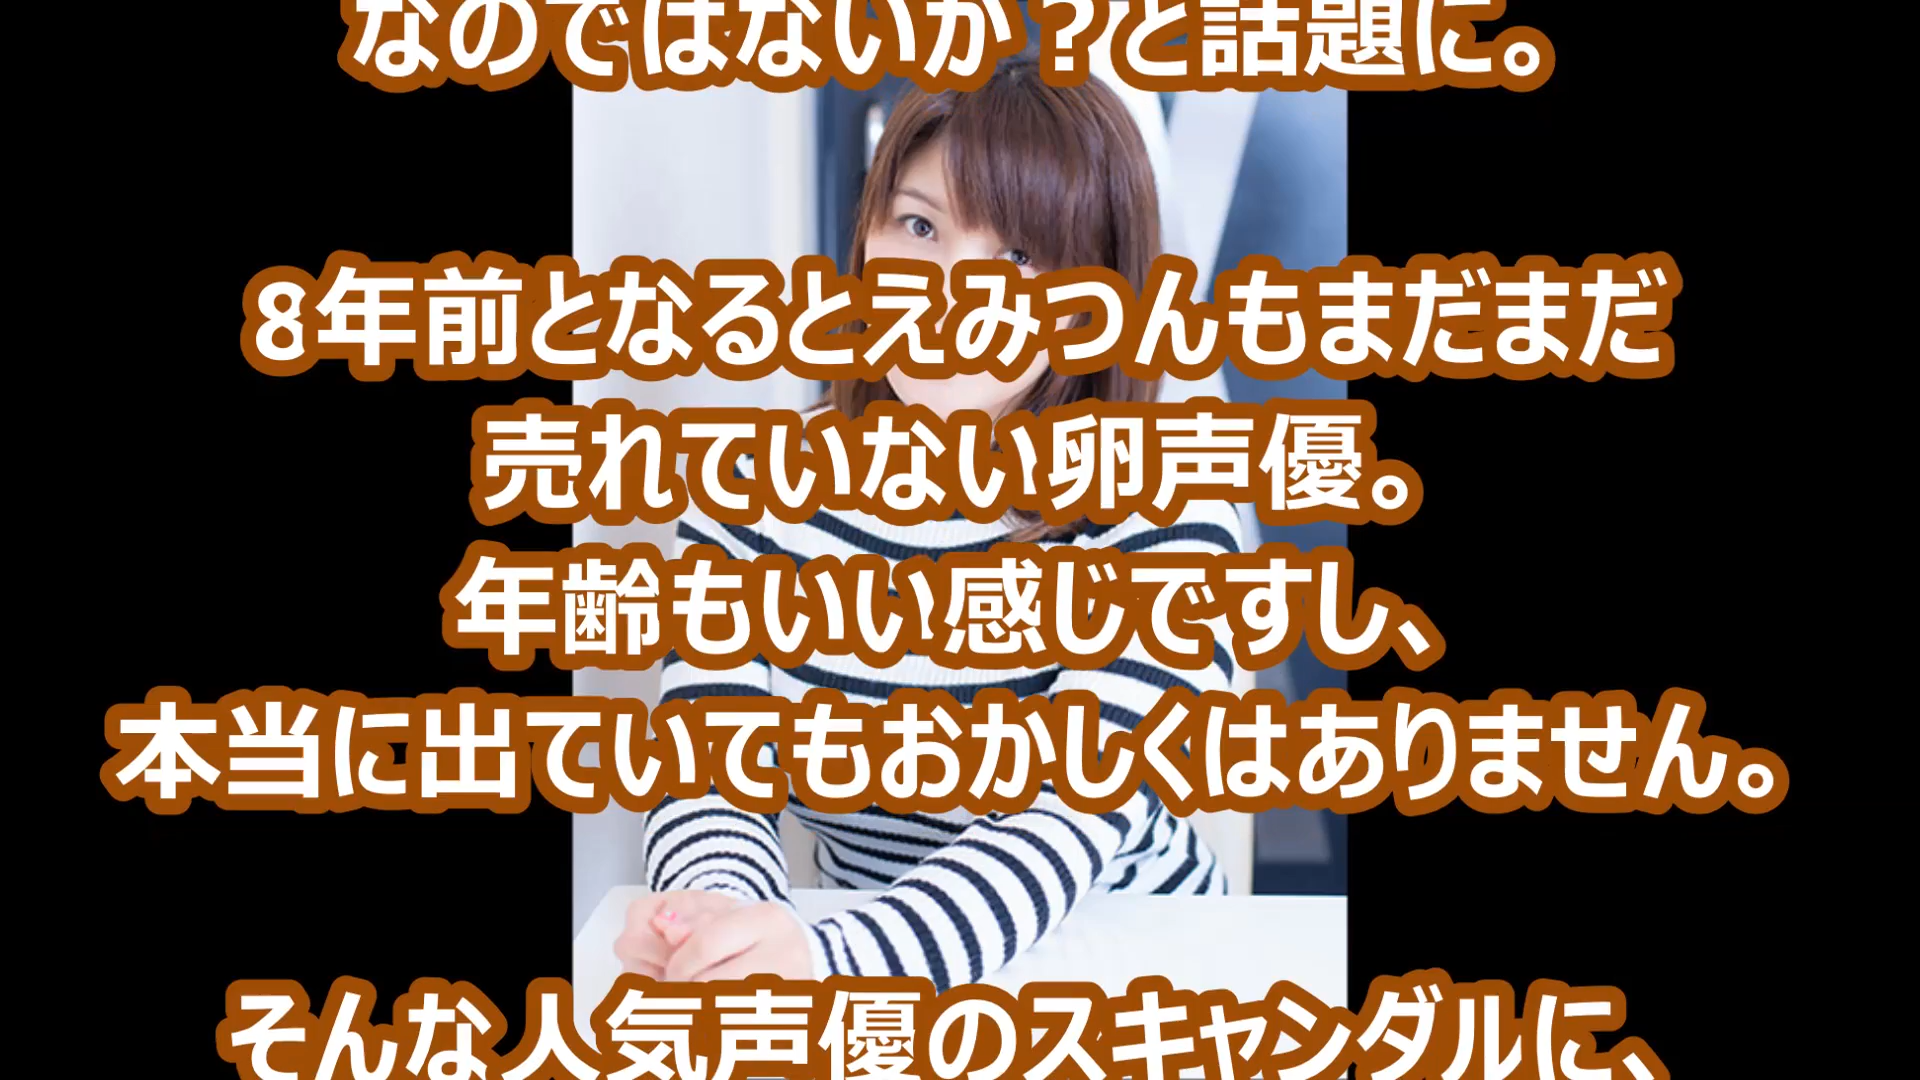 なのではないか？と話題に。
8年前となるとえみつんもまだまだ
売れていない卵声優。
年齢もいい感じですし、
本当に出ていてもおかしくはありません。
そんな人気声優のスキャンダルに、